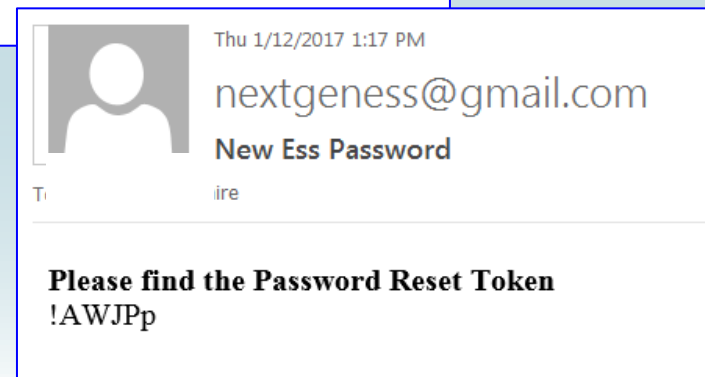 Thu 1/12/2017 1:17 PM
nextgeness@gmail.com
New Ess Password
Please find the Password Reset Token
!AWJPp